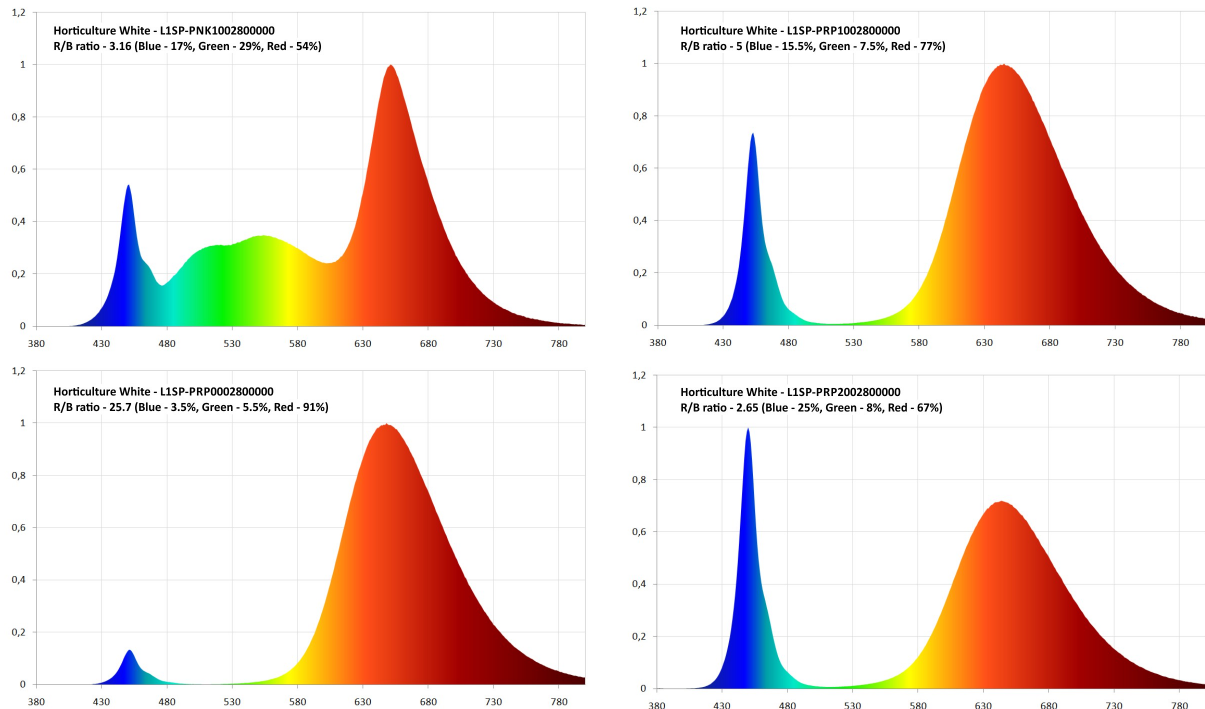 1,2
Horticulture White - L1SP-PNK1002800000
R/B ratio - 3.16 (Blue - 17%, Green - 29%, Red - 54%)
1
0,8
0,6
0,4
0,2
0
380 430 480 530 580 630 680 730 780
1,2
Horticulture White - L1SP-PRP1002800000
R/B ratio - 5 (Blue - 15.5%, Green - 7.5%, Red - 77%)
1
0,8
0,6
0,4
0,2
0
380 430 480 530 580 630 680 730 780
1,2
Horticulture White - L1SP-PRP0002800000
R/B ratio - 25.7 (Blue - 3.5%, Green - 5.5%, Red - 91%)
1
0,8
0,6
0,4
0,2
0
380 430 480 530 580 630 680 730 780
1,2
Horticulture White - L1SP-PRP2002800000
R/B ratio - 2.65 (Blue - 25%, Green - 8%, Red - 67%)
1
0,8
0,6
0,4
0,2
0
380 430 480 530 580 630 680 730 780